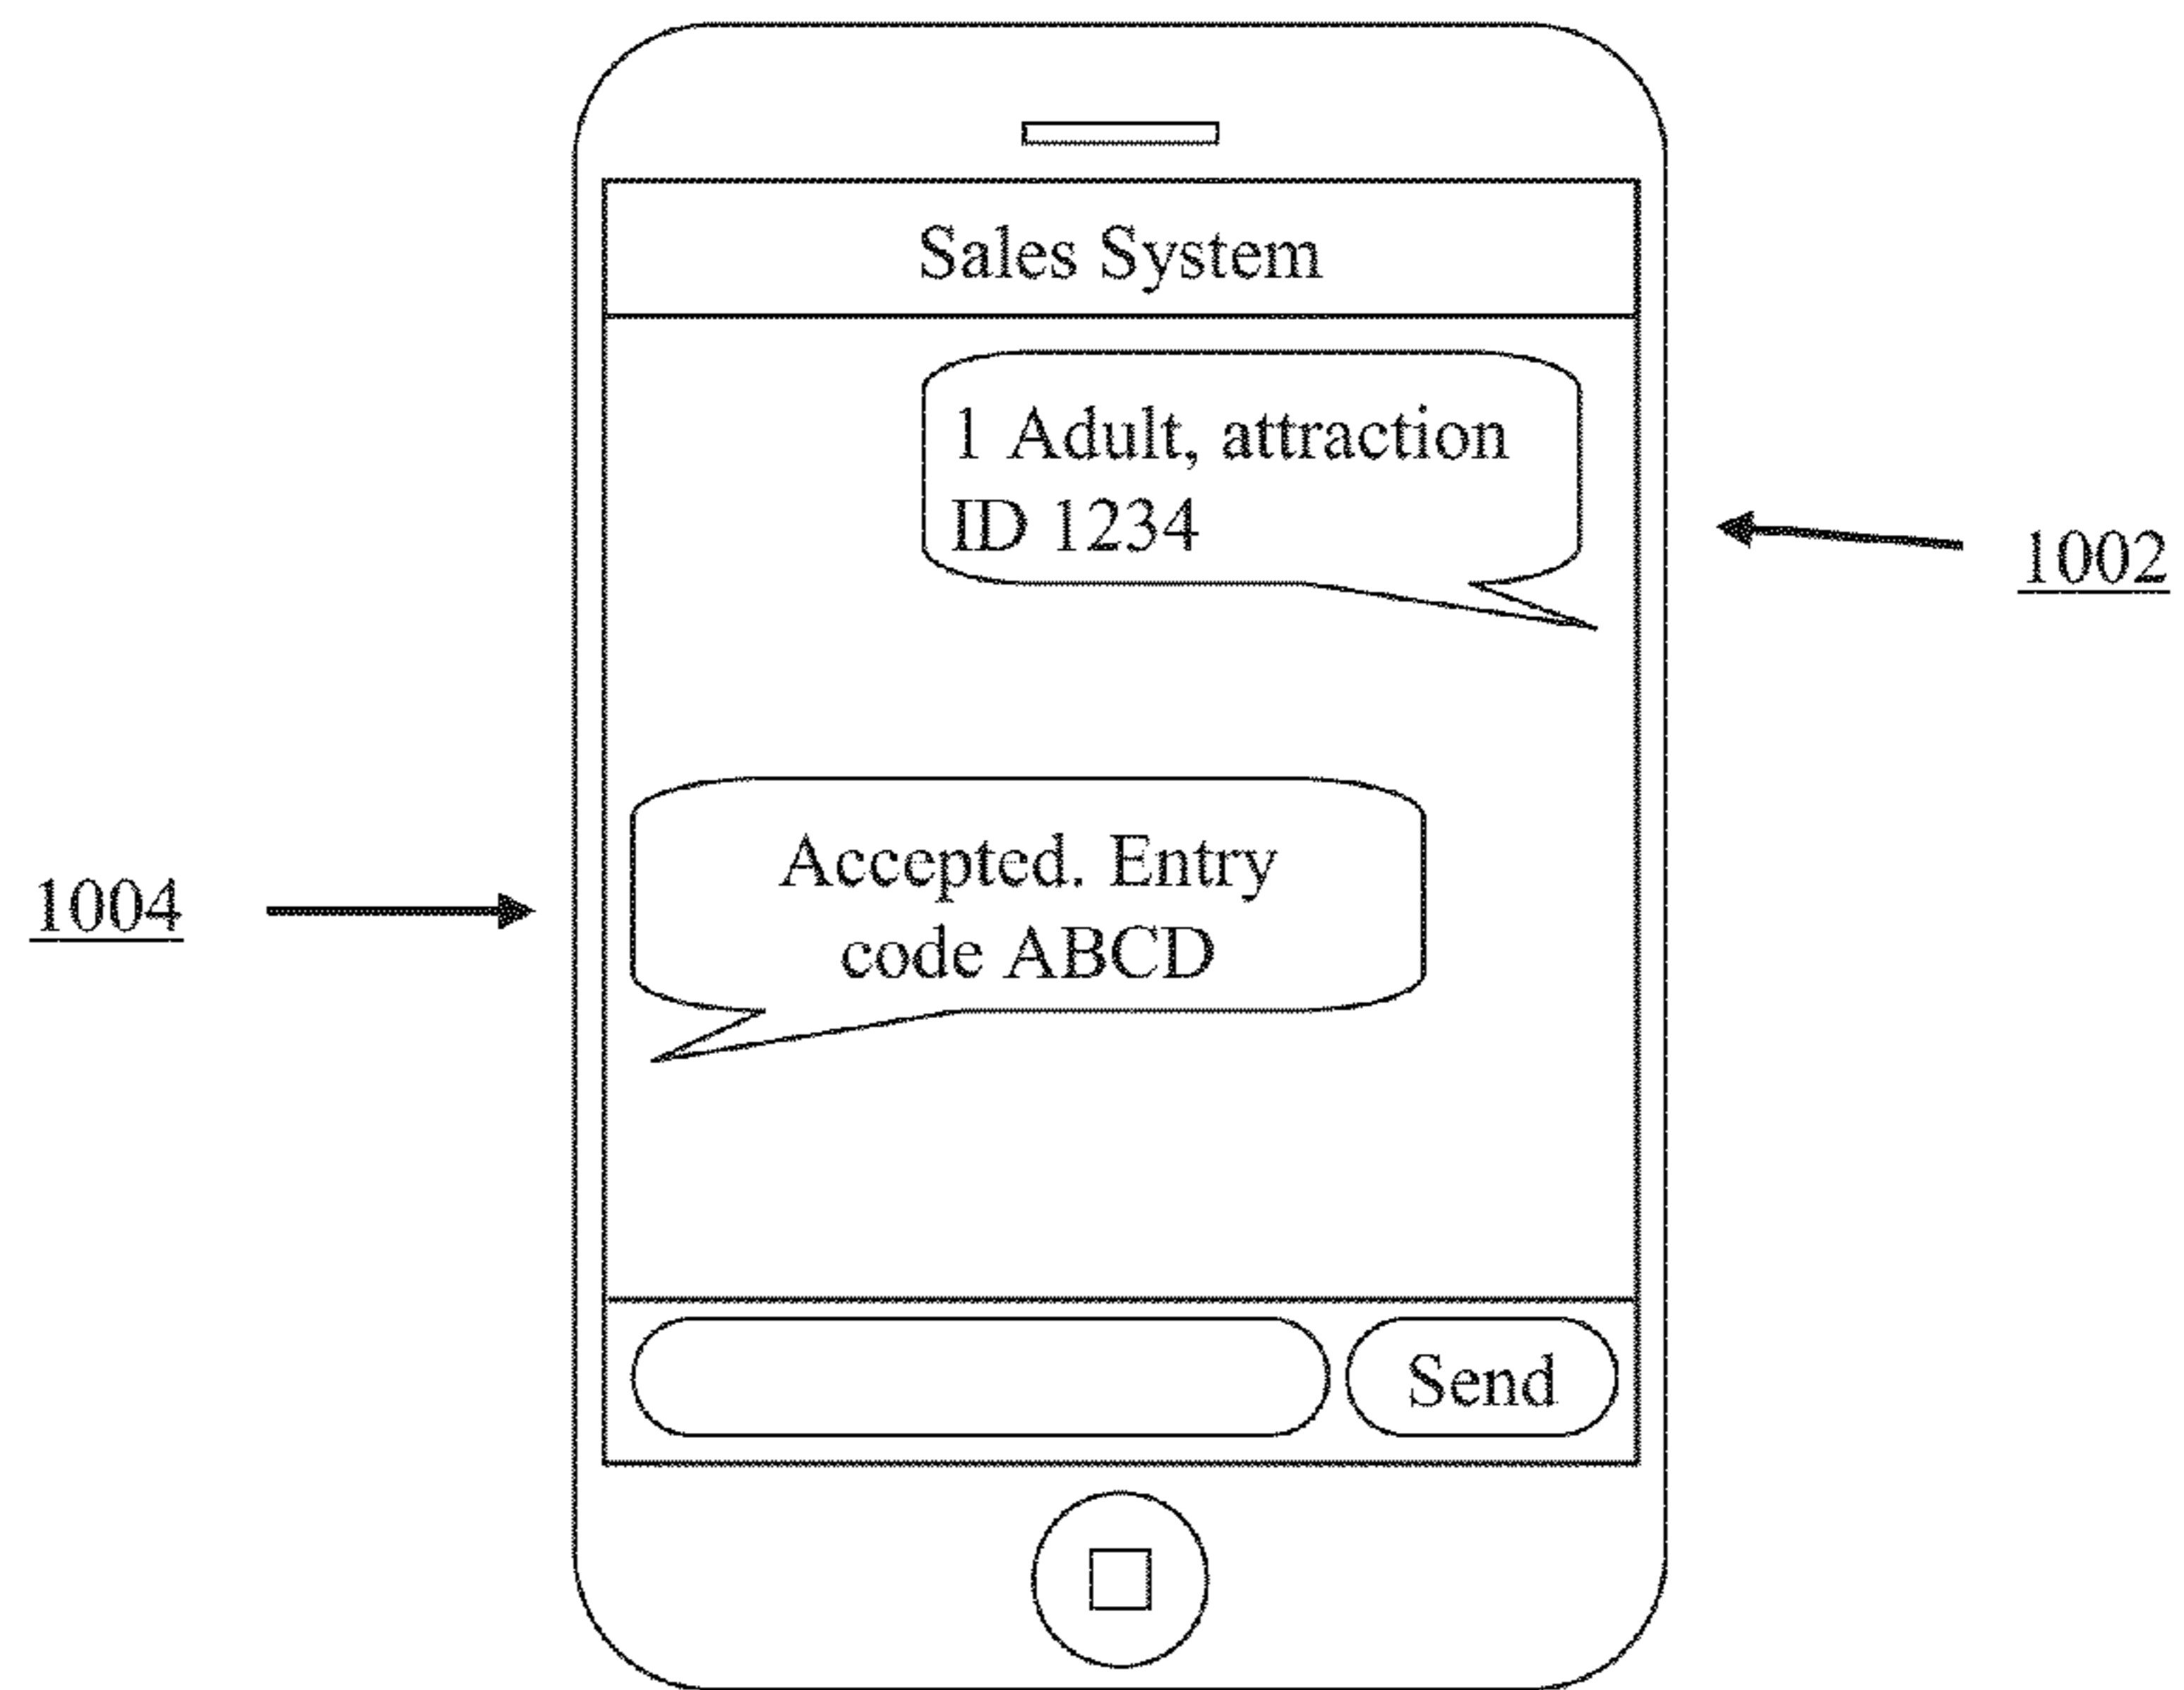 Sales System
1 Adult, attraction
ID 1234
1002
Accepted. Entry
code ABCD
1004
Send